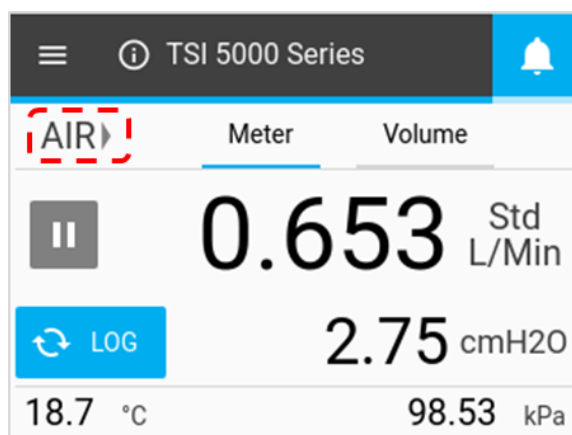 TSI 5000 Series
AIR Meter Volume
0.653 Std L/Min
LOG 2.75 cmH2O
18.7 °C 98.53 kPa